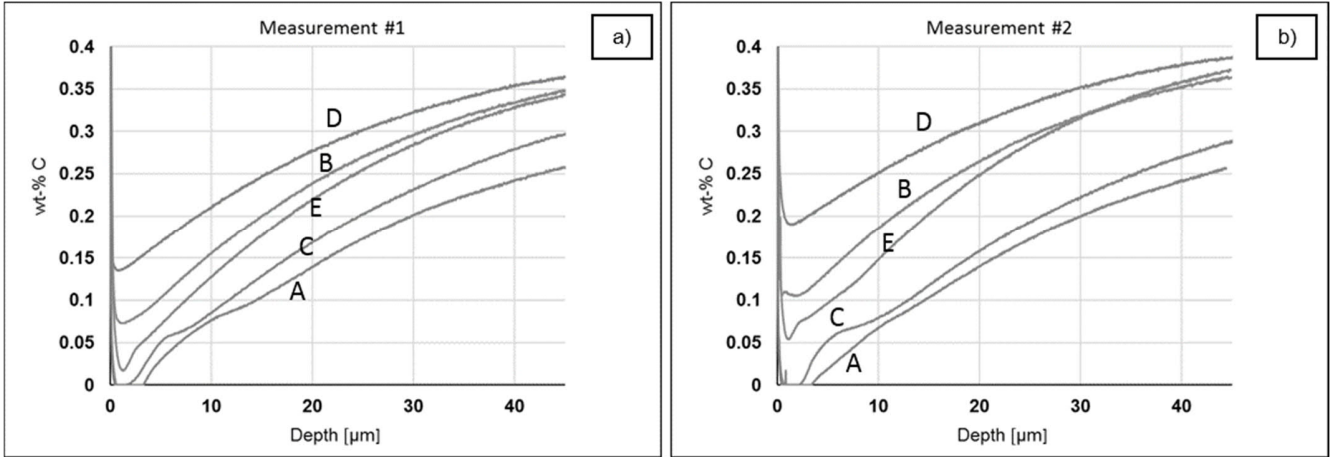 Measurement #1
a)
0.4
0.35
0.3
0.25
0.2
0.15
0.1
0.05
0
wt-% C
D
B
E
C
A
0 10 20 30 40
Depth [µm]
Measurement #2
b)
0.4
0.35
0.3
0.25
0.2
0.15
0.1
0.05
0
wt-% C
D
B
E
C
A
0 10 20 30 40
Depth [µm]